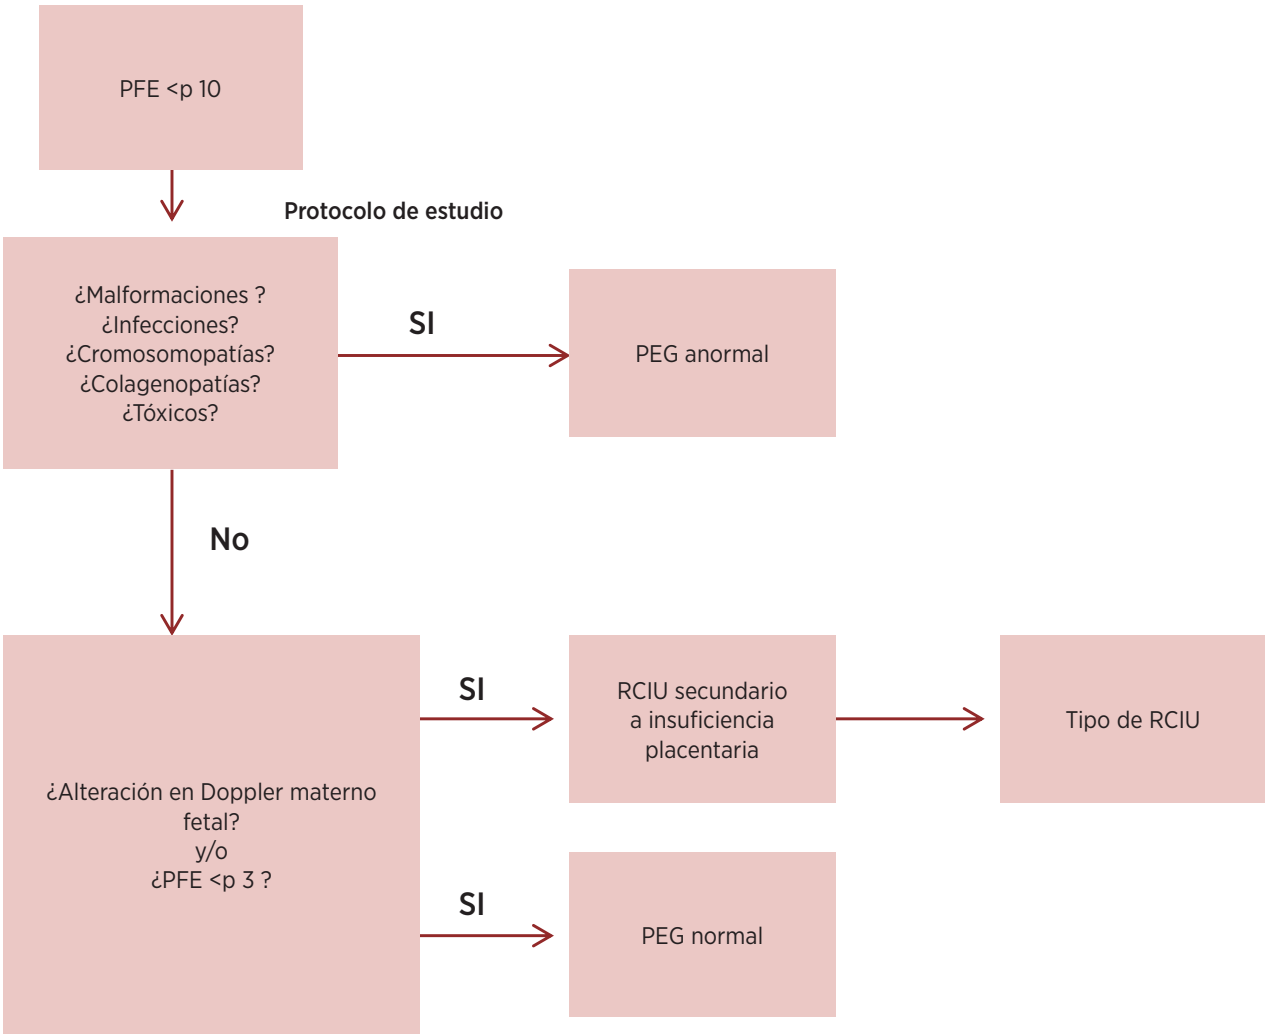 PFE <p 10
Protocolo de estudio
¿Malformaciones ?
¿Infecciones?
¿Cromosomopatías?
¿Colagenopatías?
¿Tóxicos?
SI
PEG anormal
No
¿Alteración en Doppler materno
fetal?
y/o
¿PFE <p 3 ?
SI
RCIU secundario
a insuficiencia
placentaria
Tipo de RCIU
SI
PEG normal